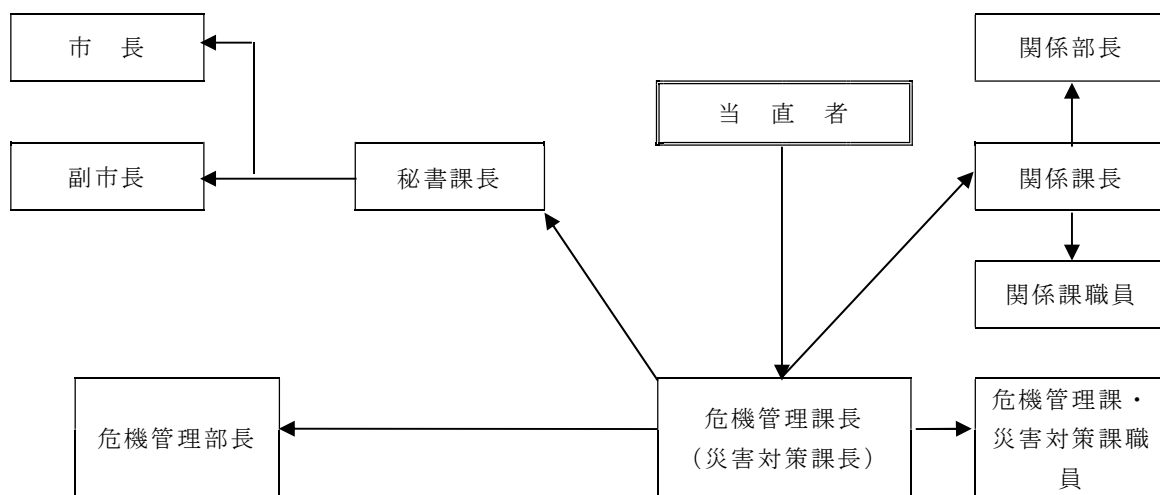 市　長
関係部長
当　直　者
副市長
秘書課長
関係課長
関係課職員
危機管理部長
危機管理課長
（災害対策課長）
危機管理課・
災害対策課職
員